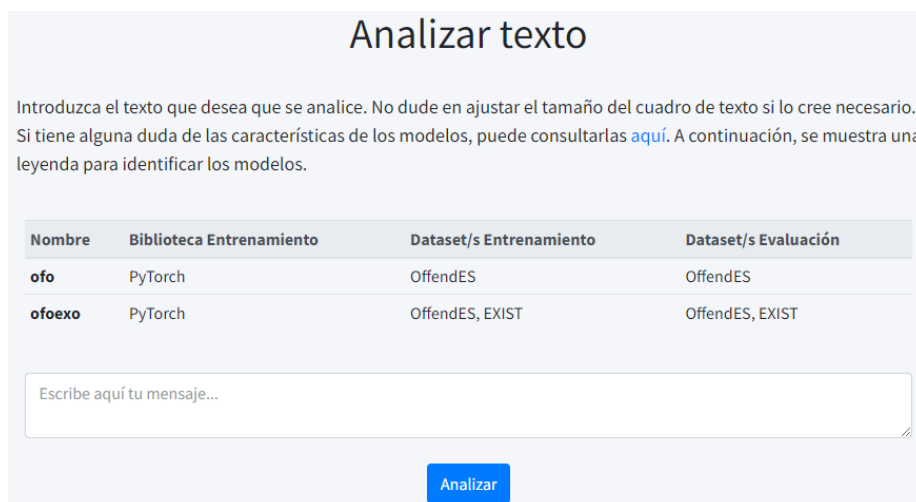 Analizar texto
Introduzca el texto que desea que se analice. No dude en ajustar el tamaño del cuadro de texto si lo cree necesario.
Si tiene alguna duda de las características de los modelos, puede consultarlas aquí. A continuación, se muestra una
leyenda para identificar los modelos.
Nombre Biblioteca Entrenamiento Dataset/s Entrenamiento Dataset/s Evaluación
ofo PyTorch OffendES OffendES
ofoexo PyTorch OffendES, EXIST OffendES, EXIST
Escribe aquí tu mensaje...
Analizar